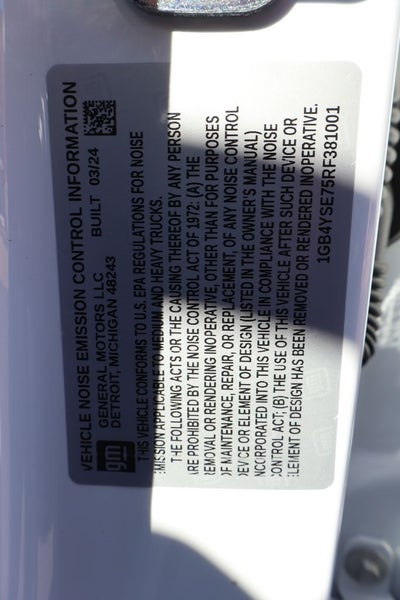 VEHICLE NOISE EMISSION CONTROL INFORMATION
gm GENERAL MOTORS LLC BUILT 03/24
DETROIT, MICHIGAN 48243
THIS VEHICLE CONFORMS TO U.S. EPA REGULATIONS FOR NOISE
EMISSION APPLICABLE TO MEDIUM AND HEAVY TRUCKS.
THE FOLLOWING ACTS OR THE CAUSING THEREOF BY ANY PERSON
ARE PROHIBITED BY THE NOISE CONTROL ACT OF 1972: (A) THE
REMOVAL OR RENDERING INOPERATIVE, OTHER THAN FOR PURPOSES
OF MAINTENANCE, REPAIR, OR REPLACEMENT, OF ANY NOISE CONTROL
DEVICE OR ELEMENT OF DESIGN (LISTED IN THE OWNER'S MANUAL)
INCORPORATED INTO THIS VEHICLE IN COMPLIANCE WITH THE NOISE
CONTROL ACT; (B) THE USE OF THIS VEHICLE AFTER SUCH DEVICE OR
ELEMENT OF DESIGN HAS BEEN REMOVED OR RENDERED INOPERATIVE.
1GB4YSE75RF381001